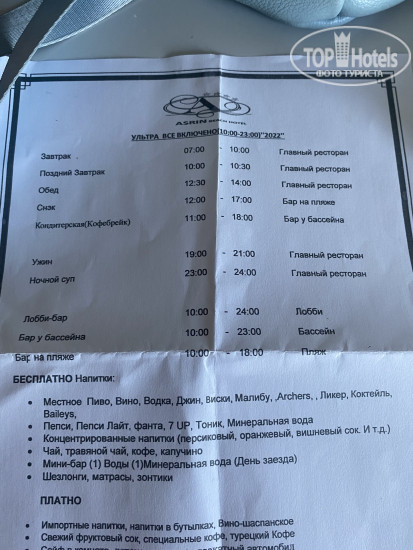 TOP Hotels
ФОТО ТУРИСТА
ASRIN BEACH HOTEL
УЛЬТРА ВСЕ ВКЛЮЧЕНО(10:00-23:00)"2022"
Завтрак 07:00 - 10:00 Главный ресторан
Поздний Завтрак 10:00 - 10:30 Главный ресторан
Обед 12:30 - 14:00 Главный ресторан
Снэк 12:00 - 17:00 Бар на пляже
Кондитерская(Кофебрейк) 11:00 - 18:00 Бар у бассейна
Ужин 19:00 - 21:00 Главный ресторан
Ночной суп 23:00 - 24:00 Главный ресторан
Лобби-бар 10:00 - 24:00 Лобби
Бар у бассейна 10:00 - 23:00 Бассейн
Бар на пляже 10:00 - 18:00 Пляж
БЕСПЛАТНО Напитки:
• Местное Пиво, Вино, Водка, Джин, Виски, Малибу, ,Archers, , Ликер, Коктейль,
Baileys,
• Пепси, Пепси Лайт, фанта, 7 UP, Тоник, Минеральная вода
• Концентрированные напитки (персиковый, оранжевый, вишневый сок. И т.д.)
• Чай, травяной чай, кофе, капучино
• Мини-бар (1) Воды (1)Минеральная вода (День заезда)
• Шезлонги, матрасы, зонтики
ПЛАТНО
• Импортные напитки, напитки в бутылках, Вино-шаспанское
• Свежий фруктовый сок, специальные кофе, турецкий Кофе
• Сейф в комнате, автомобил